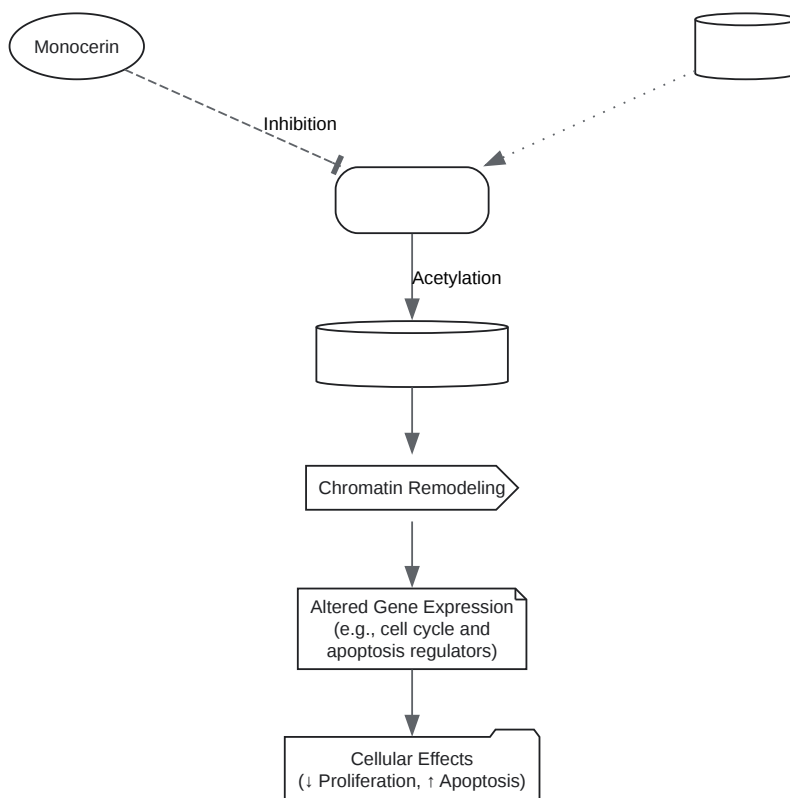 Monocerin
Inhibition
Acetylation
Chromatin Remodeling
Altered Gene Expression
(e.g., cell cycle and
apoptosis regulators)
Cellular Effects
(↓ Proliferation, ↑ Apoptosis)